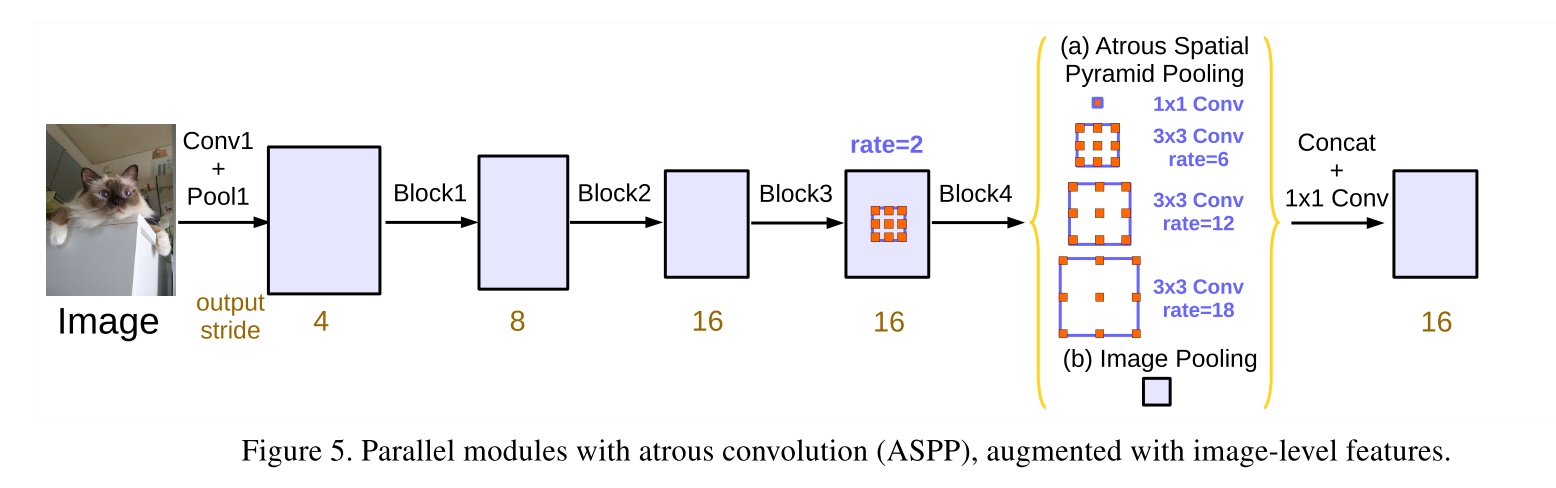 (a) Atrous Spatial
Pyramid Pooling
1x1 Conv
3x3 Conv
rate=6
3x3 Conv
rate=12
3x3 Conv
rate=18
(b) Image Pooling
Conv1
+
Pool1
Block1
Block2
Block3
rate=2
Block4
Concat
+
1x1 Conv
Image
output
stride
4
8
16
16
16
Figure 5. Parallel modules with atrous convolution (ASPP), augmented with image-level features.